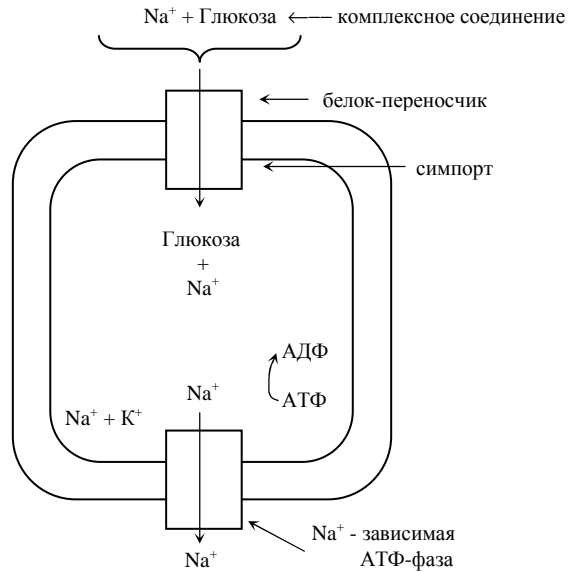 Na⁺ + Глюкоза ←–– комплексное соединение
белок-переносчик
симпорт
Глюкоза
+
Na⁺
АДФ
АТФ
Na⁺
Na⁺ + К⁺
Na⁺ - зависимая
АТФ-фаза
Na⁺